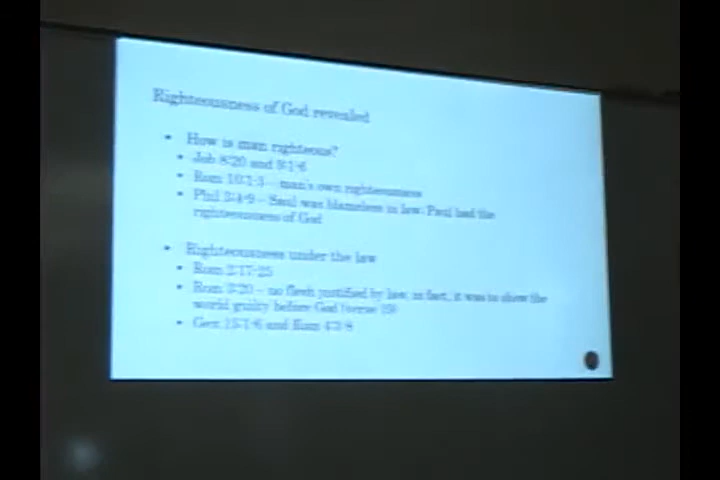 Righteousness of God revealed
How is man righteous?
Job 8:20 and 9:1-6
Rom 10:1-3 – man's own righteousness
Phil 3:4-9 – Saul was blameless in law; Paul had the
righteousness of God
Righteousness under the law
Rom 2:17-25
Rom 3:20 – no flesh justified by law, in fact, it was to show the
world guilty before God (verse 19)
Gen 15:1-6 and Rom 4:3-8